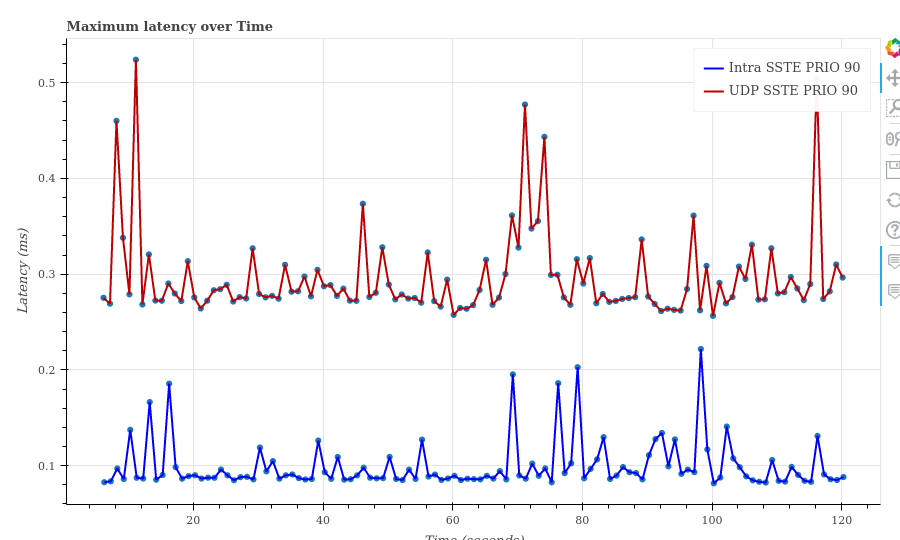 Maximum latency over Time
Intra SSTE PRIO 90
UDP SSTE PRIO 90
0.5
0.4
0.3
0.2
0.1
Latency (ms)
20
40
60
80
100
120
Time (seconds)